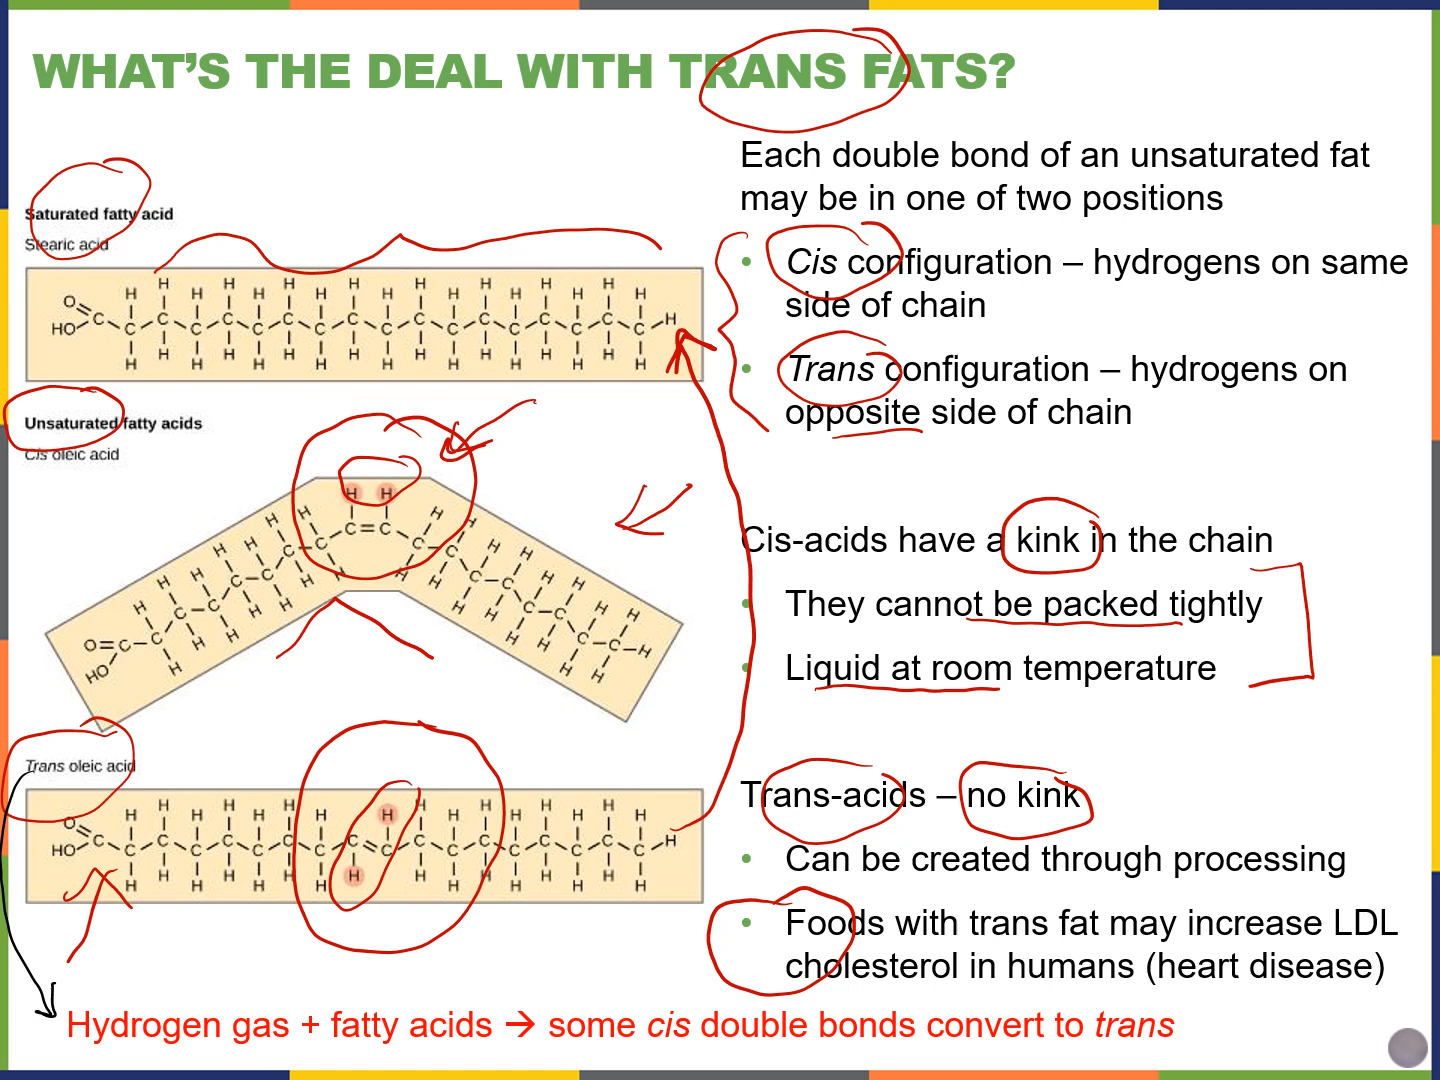 WHAT'S THE DEAL WITH TRANS FATS?
Saturated fatty acid
Stearic acid
Unsaturated fatty acids
Cis oleic acid
Trans oleic acid
Each double bond of an unsaturated fat
may be in one of two positions
• Cis configuration – hydrogens on same
side of chain
• Trans configuration – hydrogens on
opposite side of chain
Cis-acids have a kink in the chain
• They cannot be packed tightly
• Liquid at room temperature
Trans-acids – no kink
• Can be created through processing
• Foods with trans fat may increase LDL
cholesterol in humans (heart disease)
Hydrogen gas + fatty acids → some cis double bonds convert to trans